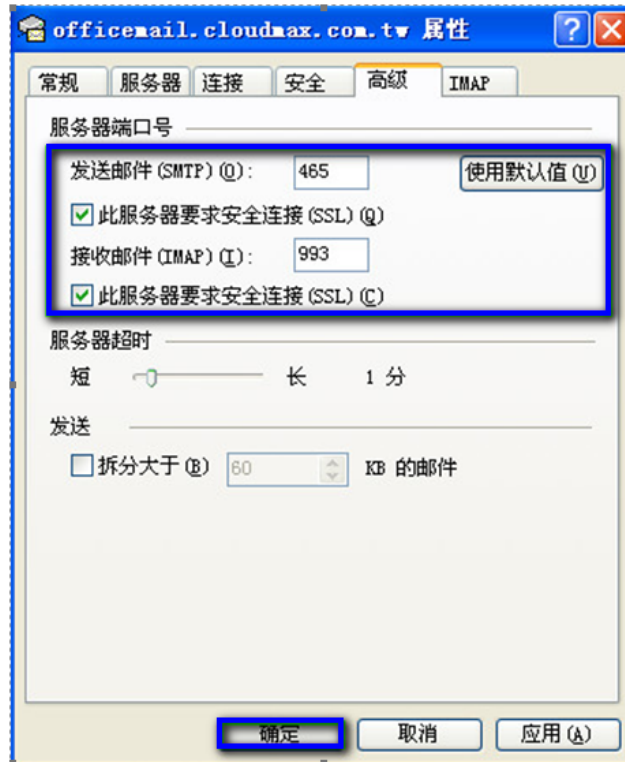 officemail.cloudmax.com.tw 属性
常规 服务器 连接 安全 高级 IMAP
服务器端口号
发送邮件(SMTP)(O): 465 使用默认值(U)
此服务器要求安全连接(SSL)(Q)
接收邮件(IMAP)(I): 993
此服务器要求安全连接(SSL)(C)
服务器超时
短 长 1 分
发送
拆分大于(B) 60 KB 的邮件
确定 取消 应用(A)